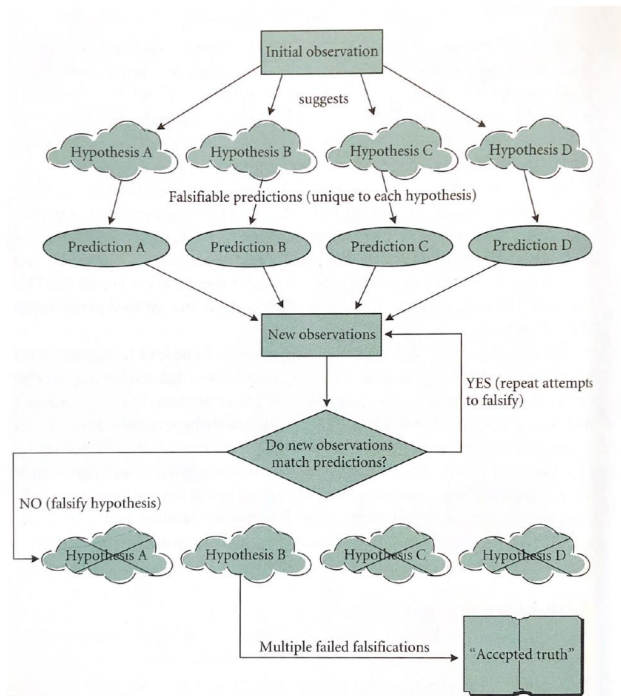 Initial observation
suggests
Hypothesis A
Hypothesis B
Hypothesis C
Hypothesis D
Falsifiable predictions (unique to each hypothesis)
Prediction A
Prediction B
Prediction C
Prediction D
New observations
YES (repeat attempts
to falsify)
Do new observations
match predictions?
NO (falsify hypothesis)
Hypothesis A
Hypothesis B
Hypothesis C
Hypothesis D
Multiple failed falsifications
"Accepted truth"